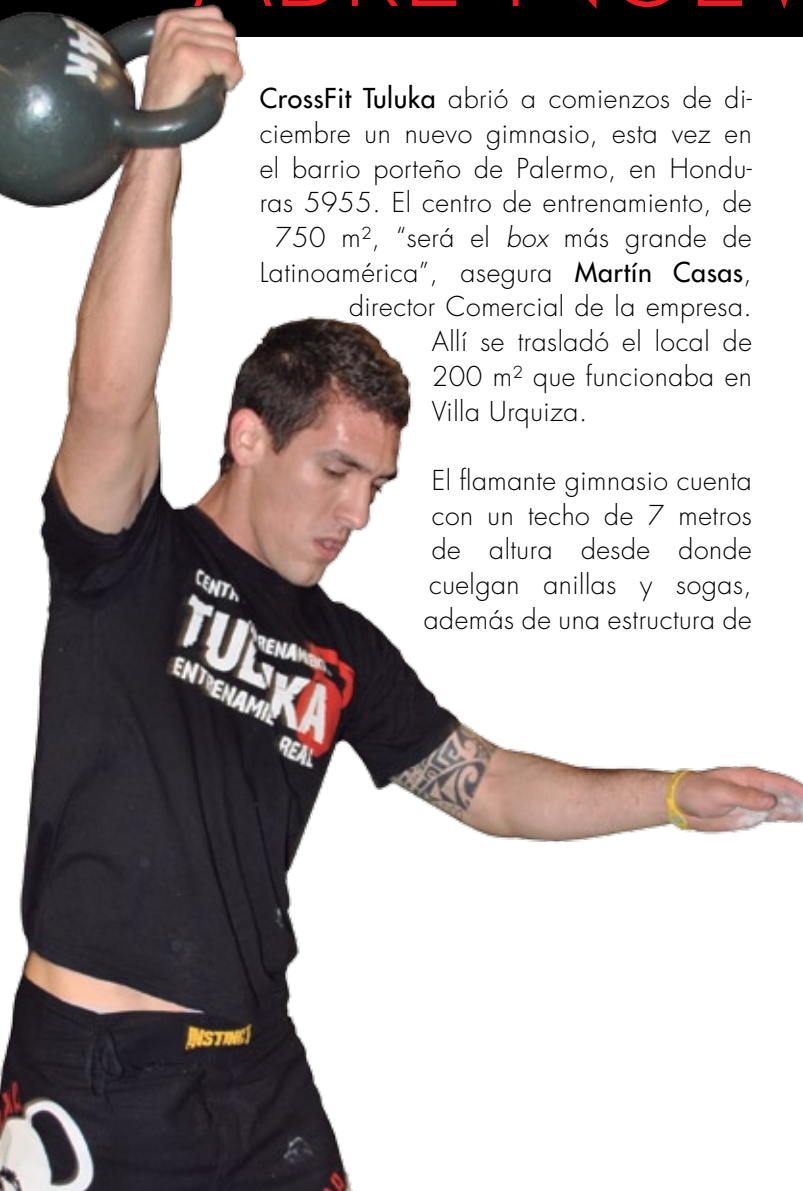 CrossFit Tuluka abrió a comienzos de di-
ciembre un nuevo gimnasio, esta vez en
el barrio porteño de Palermo, en Hondu-
ras 5955. El centro de entrenamiento, de
750 m², “será el box más grande de
Latinoamérica”, asegura Martín Casas,
director Comercial de la empresa.
Allí se trasladó el local de
200 m² que funcionaba en
Villa Urquiza.
El flamante gimnasio cuenta
con un techo de 7 metros
de altura desde donde
cuelgan anillas y sogas,
además de una estructura de
TULUKA
REAL